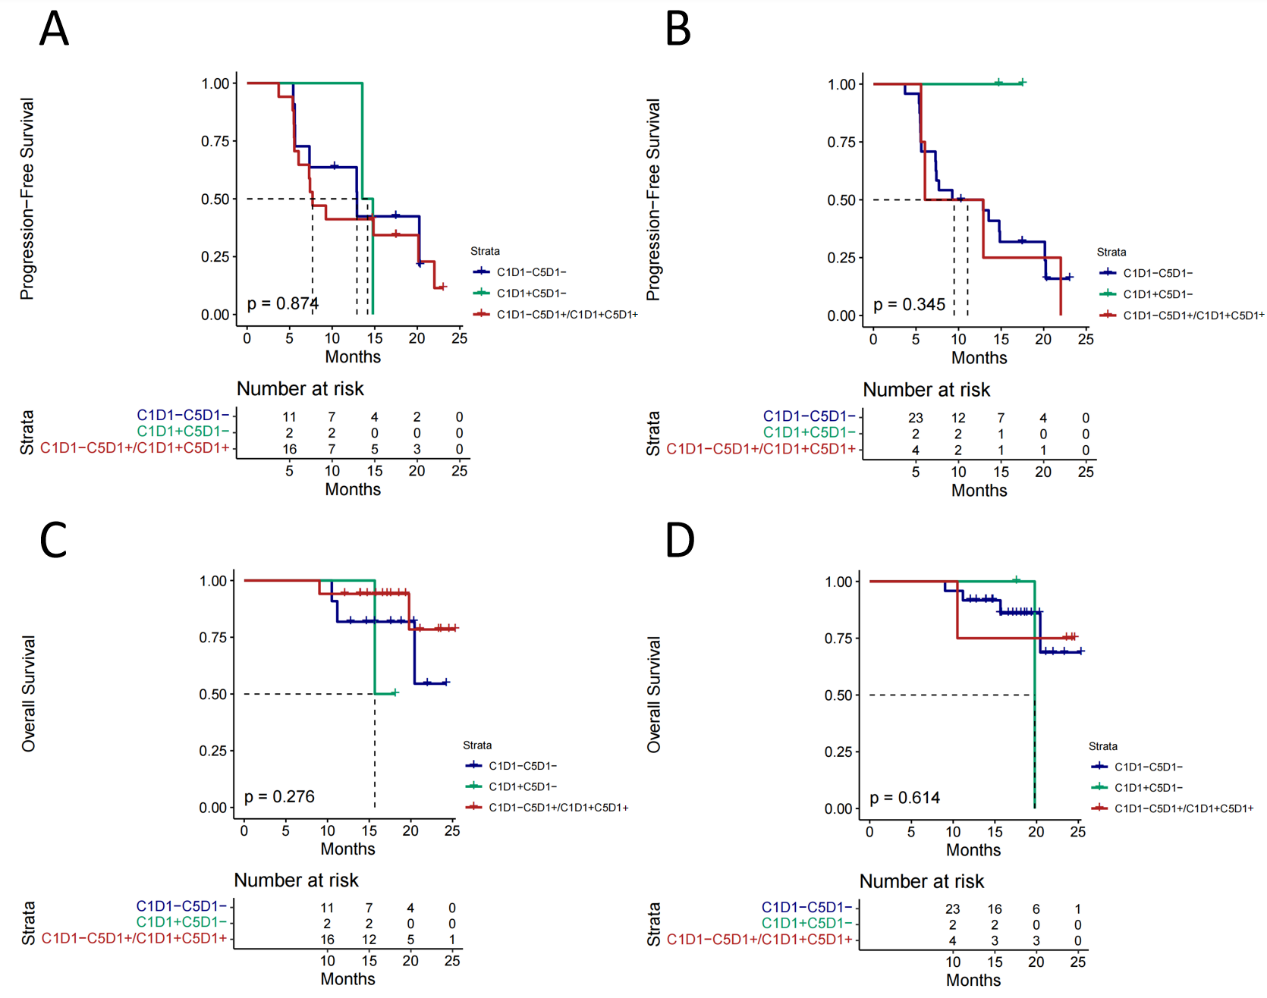 A
Progression−Free Survival
1.00
0.75
0.50
0.25
0.00
p = 0.874
0 5 10 15 20 25
Months
Strata
C1D1−C5D1−
C1D1+C5D1−
C1D1−C5D1+/C1D1+C5D1+
Number at risk
Strata
C1D1−C5D1− 11 7 4 2 0
C1D1+C5D1− 2 2 0 0 0
C1D1−C5D1+/C1D1+C5D1+ 16 7 5 3 0
5 10 15 20 25
Months
B
Progression−Free Survival
1.00
0.75
0.50
0.25
0.00
p = 0.345
0 5 10 15 20 25
Months
Strata
C1D1−C5D1−
C1D1+C5D1−
C1D1−C5D1+/C1D1+C5D1+
Number at risk
Strata
C1D1−C5D1− 23 12 7 4 0
C1D1+C5D1− 2 2 1 0 0
C1D1−C5D1+/C1D1+C5D1+ 4 2 1 1 0
5 10 15 20 25
Months
C
Overall Survival
1.00
0.75
0.50
0.25
0.00
p = 0.276
0 5 10 15 20 25
Months
Strata
C1D1−C5D1−
C1D1+C5D1−
C1D1−C5D1+/C1D1+C5D1+
Number at risk
Strata
C1D1−C5D1− 11 7 4 0
C1D1+C5D1− 2 2 0 0
C1D1−C5D1+/C1D1+C5D1+ 16 12 5 1
10 15 20 25
Months
D
Overall Survival
1.00
0.75
0.50
0.25
0.00
p = 0.614
0 5 10 15 20 25
Months
Strata
C1D1−C5D1−
C1D1+C5D1−
C1D1−C5D1+/C1D1+C5D1+
Number at risk
Strata
C1D1−C5D1− 23 16 6 1
C1D1+C5D1− 2 2 0 0
C1D1−C5D1+/C1D1+C5D1+ 4 3 3 0
10 15 20 25
Months